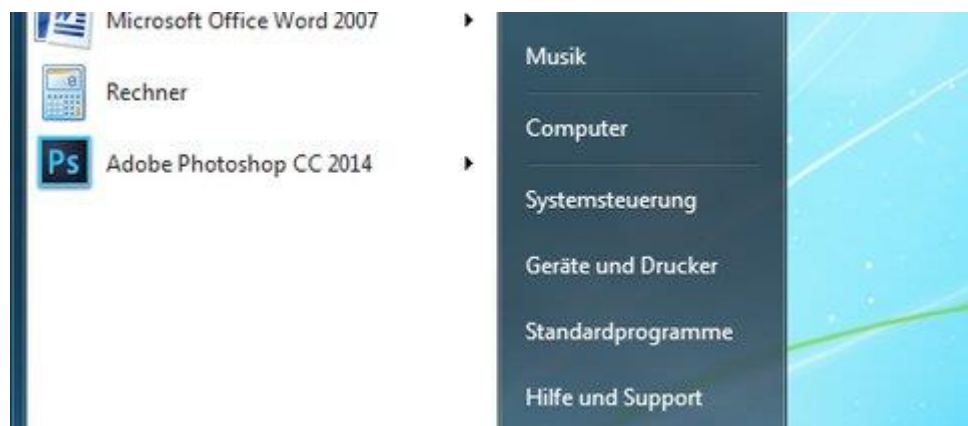 Microsoft Office Word 2007
Rechner
Ps Adobe Photoshop CC 2014
Musik
Computer
Systemsteuerung
Geräte und Drucker
Standardprogramme
Hilfe und Support